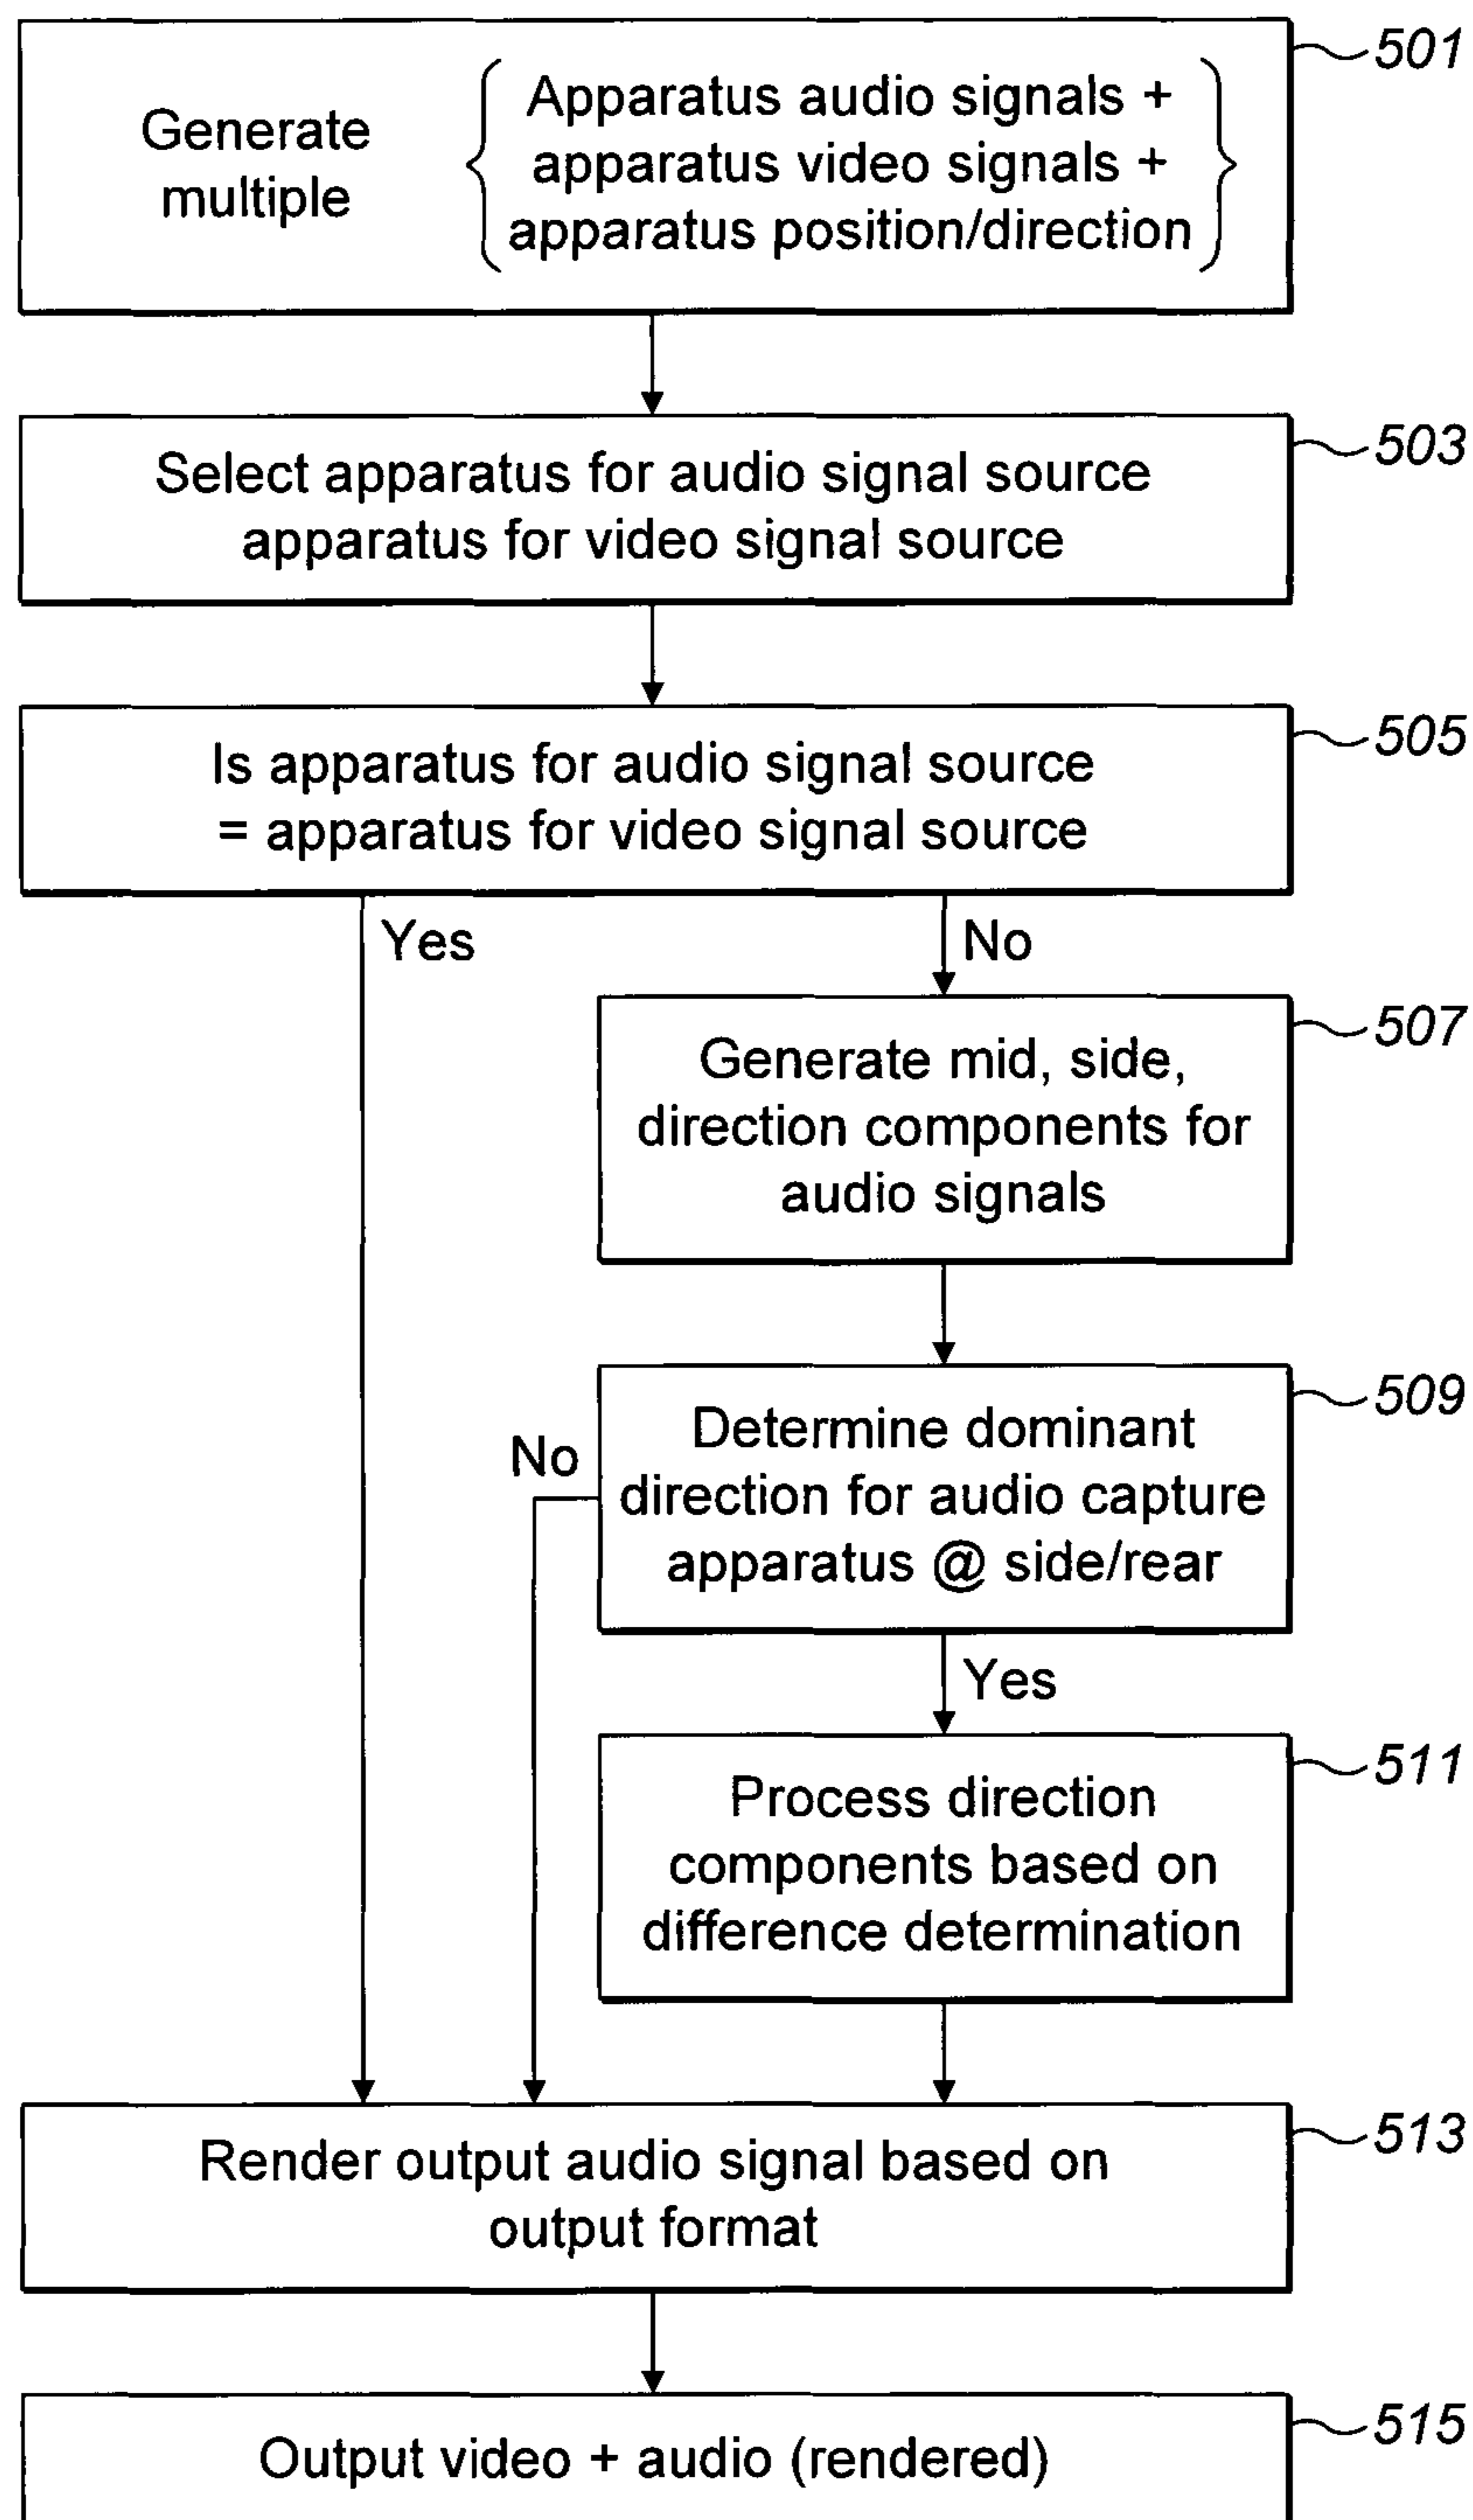 Generate
multiple
Apparatus audio signals +
apparatus video signals +
apparatus position/direction
501
Select apparatus for audio signal source
apparatus for video signal source
503
Is apparatus for audio signal source
= apparatus for video signal source
505
Yes
No
Generate mid, side,
direction components for
audio signals
507
Determine dominant
direction for audio capture
apparatus @ side/rear
509
No
Yes
Process direction
components based on
difference determination
511
Render output audio signal based on
output format
513
Output video + audio (rendered)
515